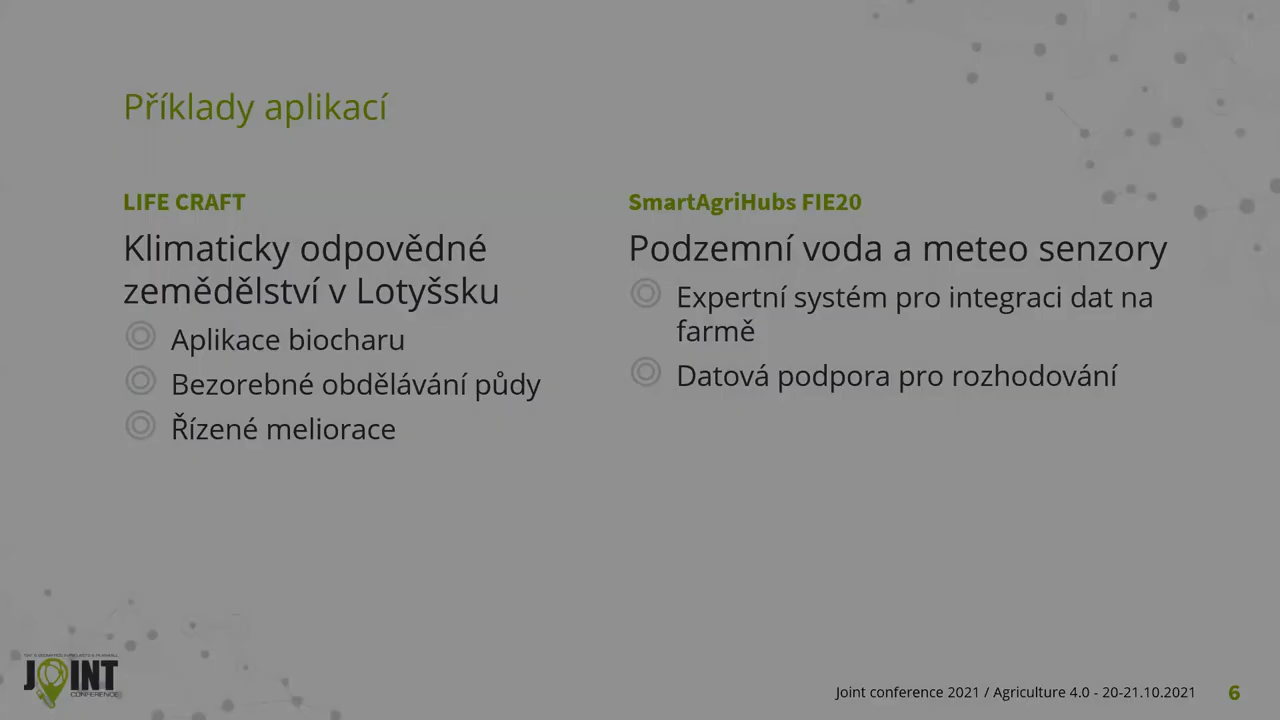 Příklady aplikací
LIFE CRAFT
Klimaticky odpovědné
zemědělství v Lotyšsku
Aplikace biocharu
Bezorebné obdělávání půdy
Řízené meliorace
SmartAgriHubs FIE20
Podzemní voda a meteo senzory
Expertní systém pro integraci dat na
farmě
Datová podpora pro rozhodování
JOINT
CONFERENCE
Joint conference 2021 / Agriculture 4.0 - 20-21.10.2021
6